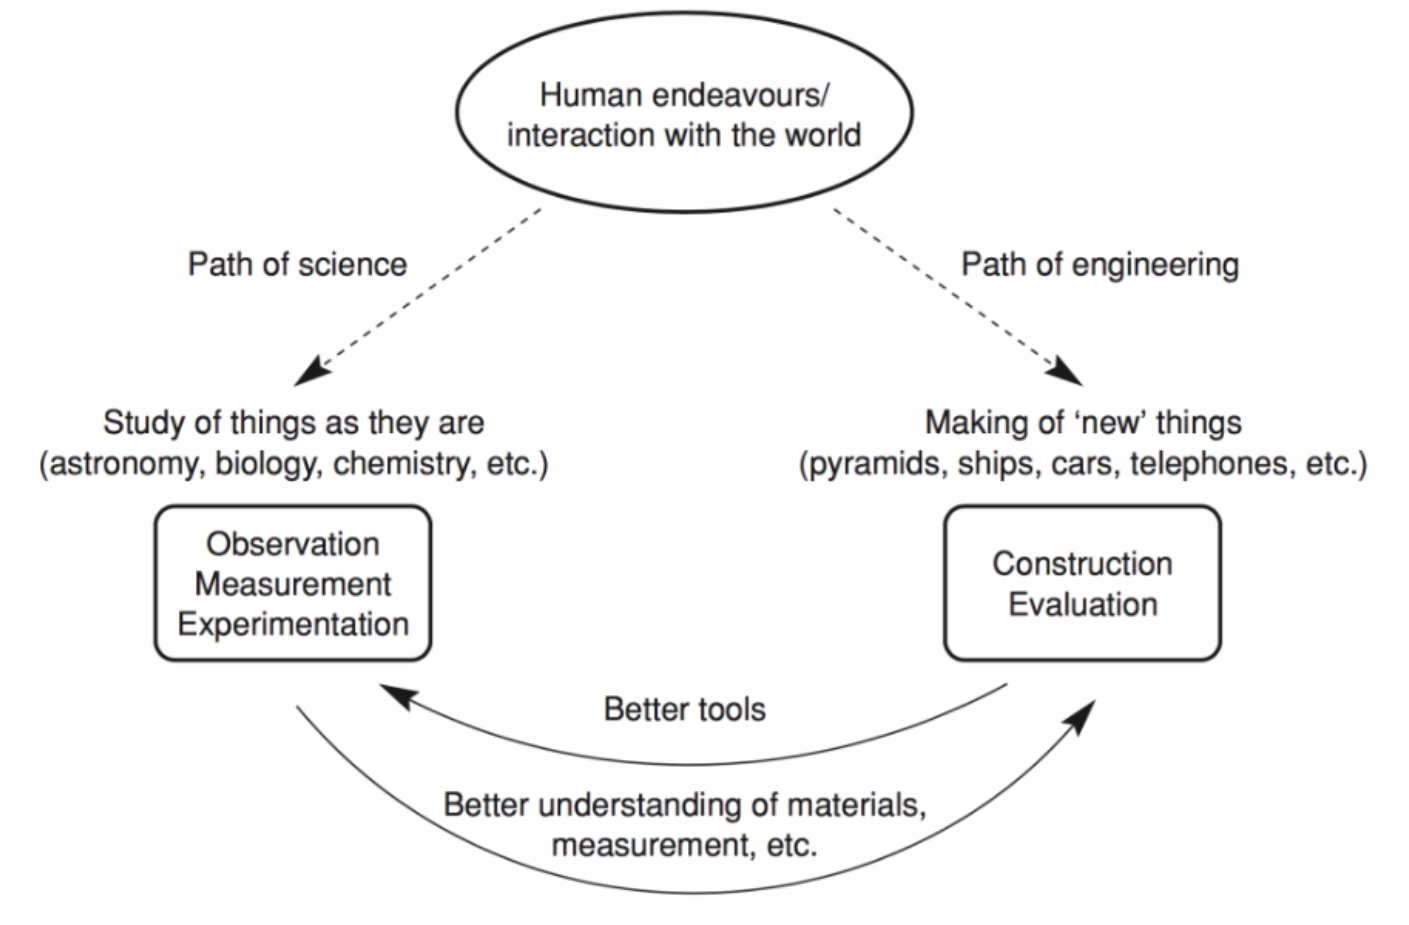 Human endeavours/
interaction with the world
Path of science
Path of engineering
Study of things as they are
(astronomy, biology, chemistry, etc.)
Making of ‘new’ things
(pyramids, ships, cars, telephones, etc.)
Observation
Measurement
Experimentation
Construction
Evaluation
Better tools
Better understanding of materials,
measurement, etc.